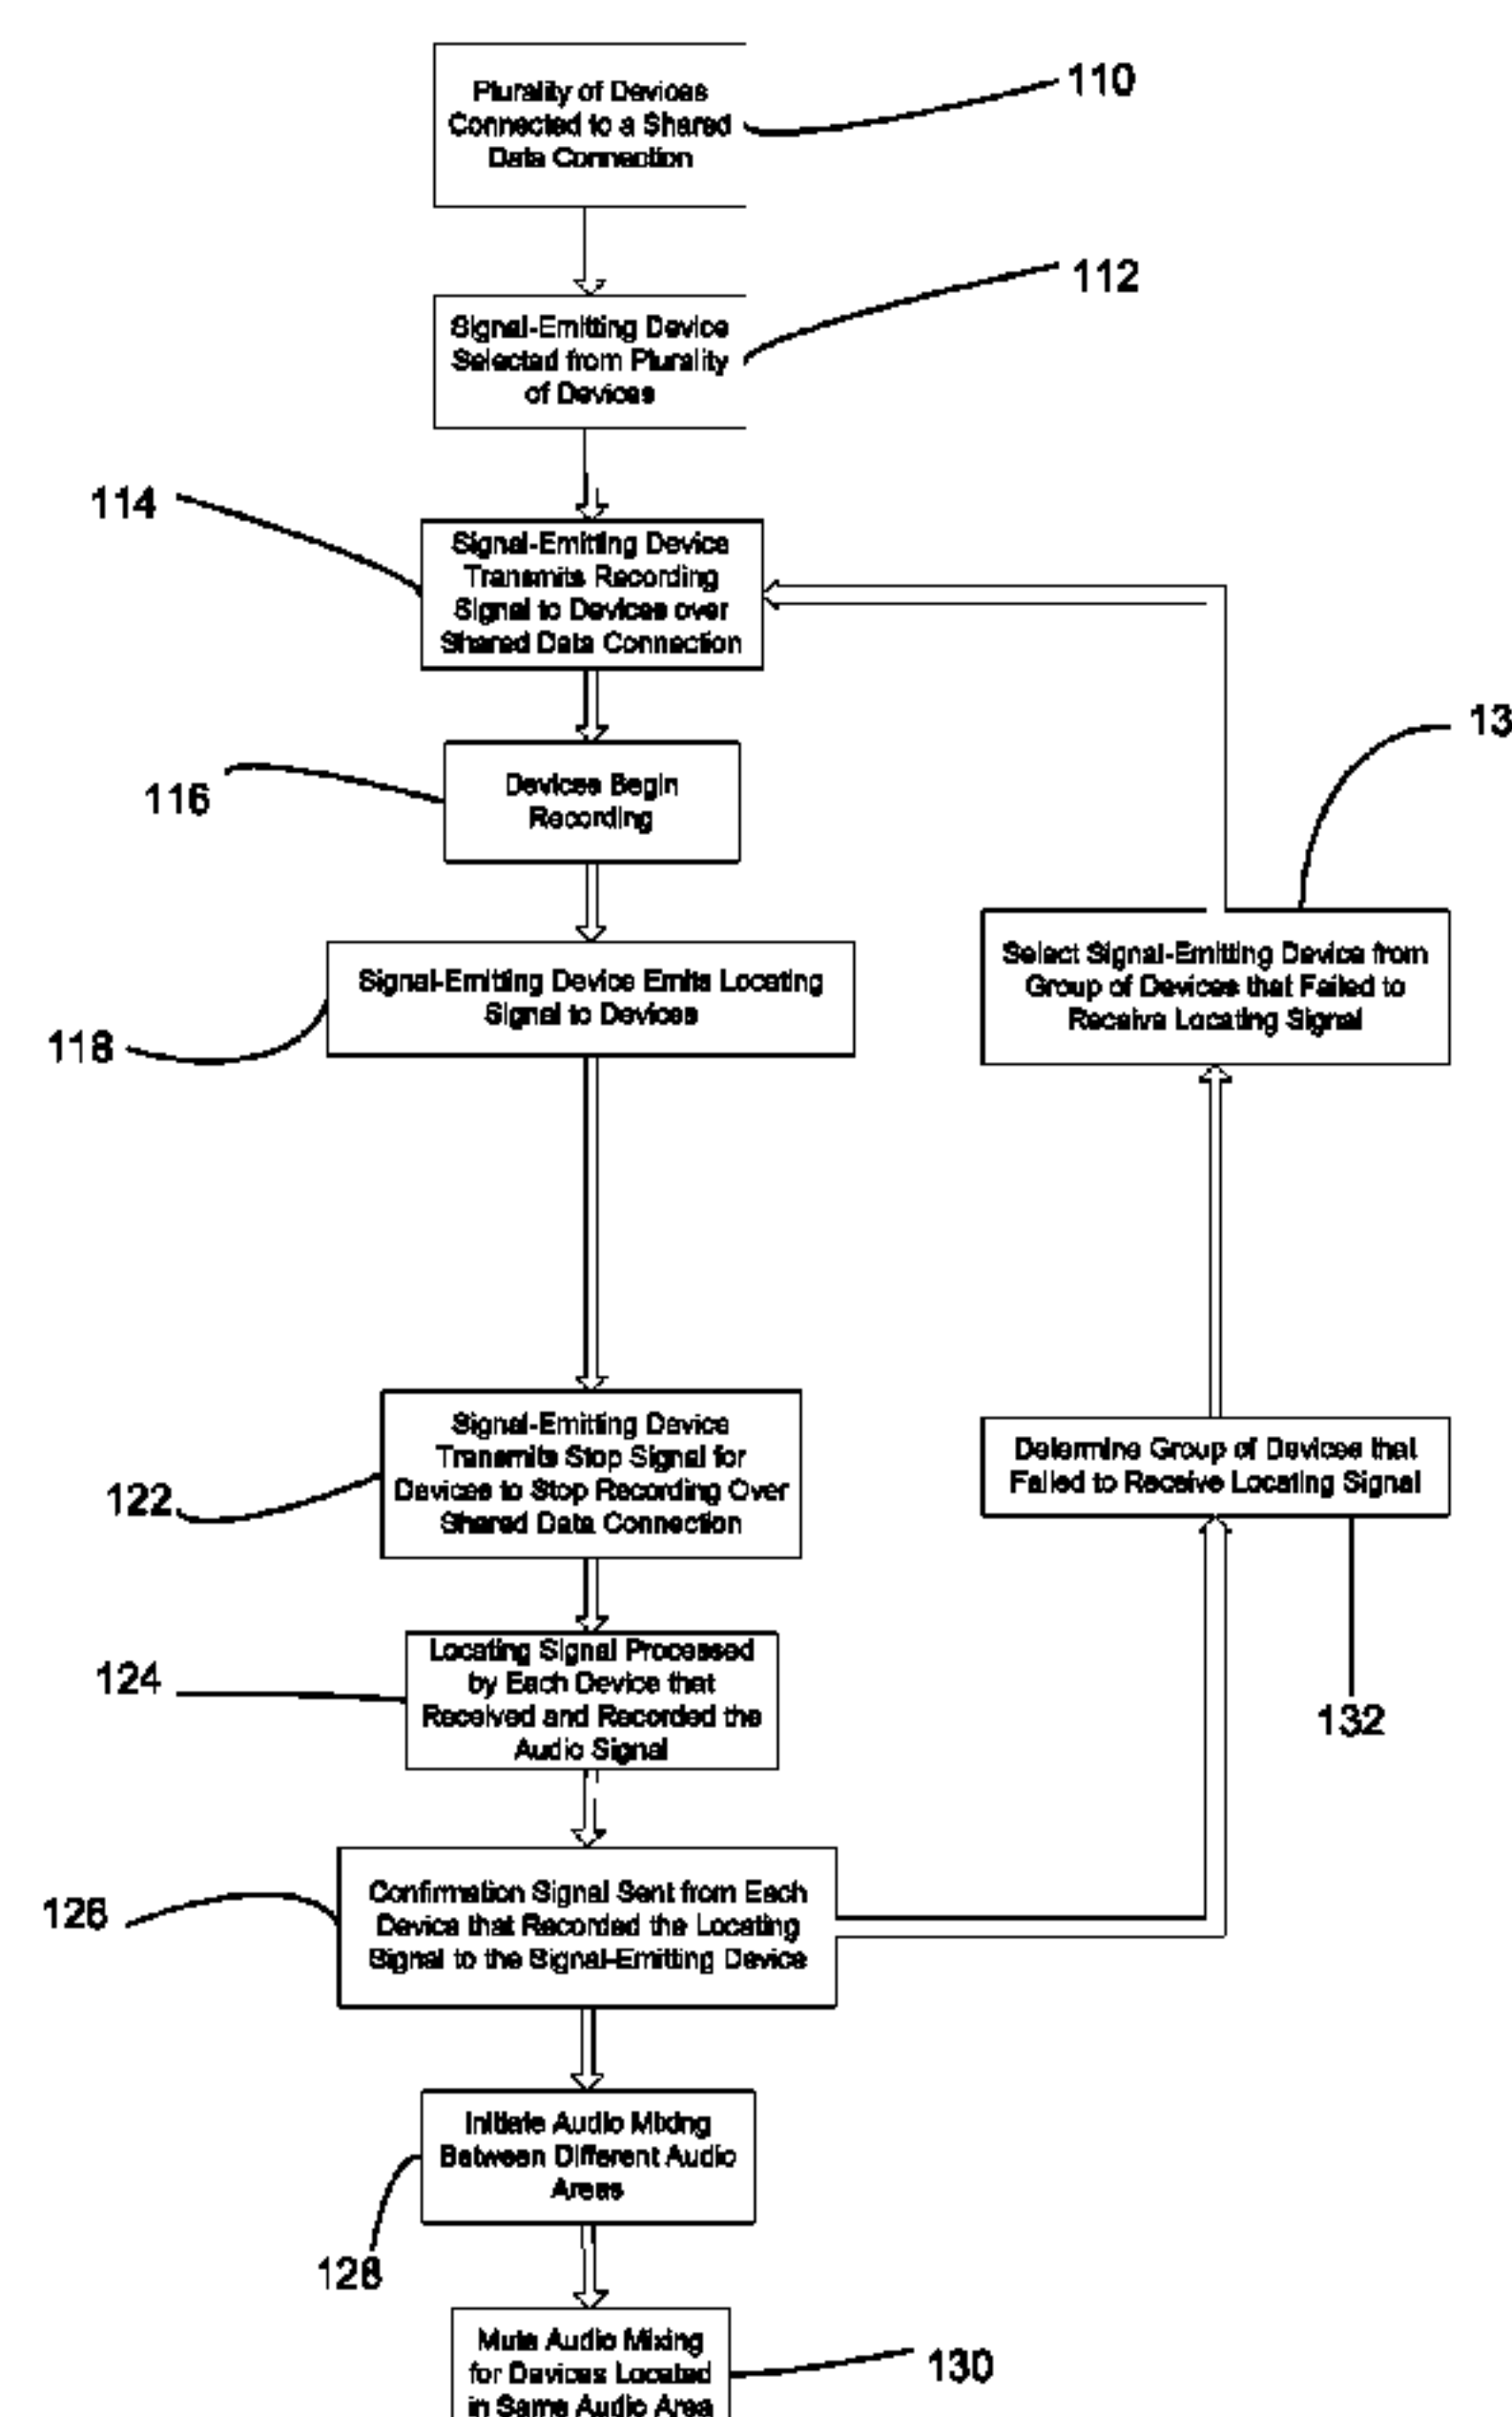 Plurality of Devices
Connected to a Shared
Data Connection
110
Signal-Emitting Device
Selected from Plurality
of Devices
112
114
Signal-Emitting Device
Transmits Recording
Signal to Devices over
Shared Data Connection
116
Devices Begin
Recording
13
118
Signal-Emitting Device Emits Locating
Signal to Devices
Select Signal-Emitting Device from
Group of Devices that Failed to
Receive Locating Signal
122
Signal-Emitting Device
Transmits Stop Signal for
Devices to Stop Recording Over
Shared Data Connection
Determine Group of Devices that
Failed to Receive Locating Signal
132
124
Locating Signal Processed
by Each Device that
Received and Recorded the
Audio Signal
126
Confirmation Signal Sent from Each
Device that Recorded the Locating
Signal to the Signal-Emitting Device
128
Initiate Audio Mixing
Between Different Audio
Areas
130
Mute Audio Mixing
for Devices Located
in Same Audio Area